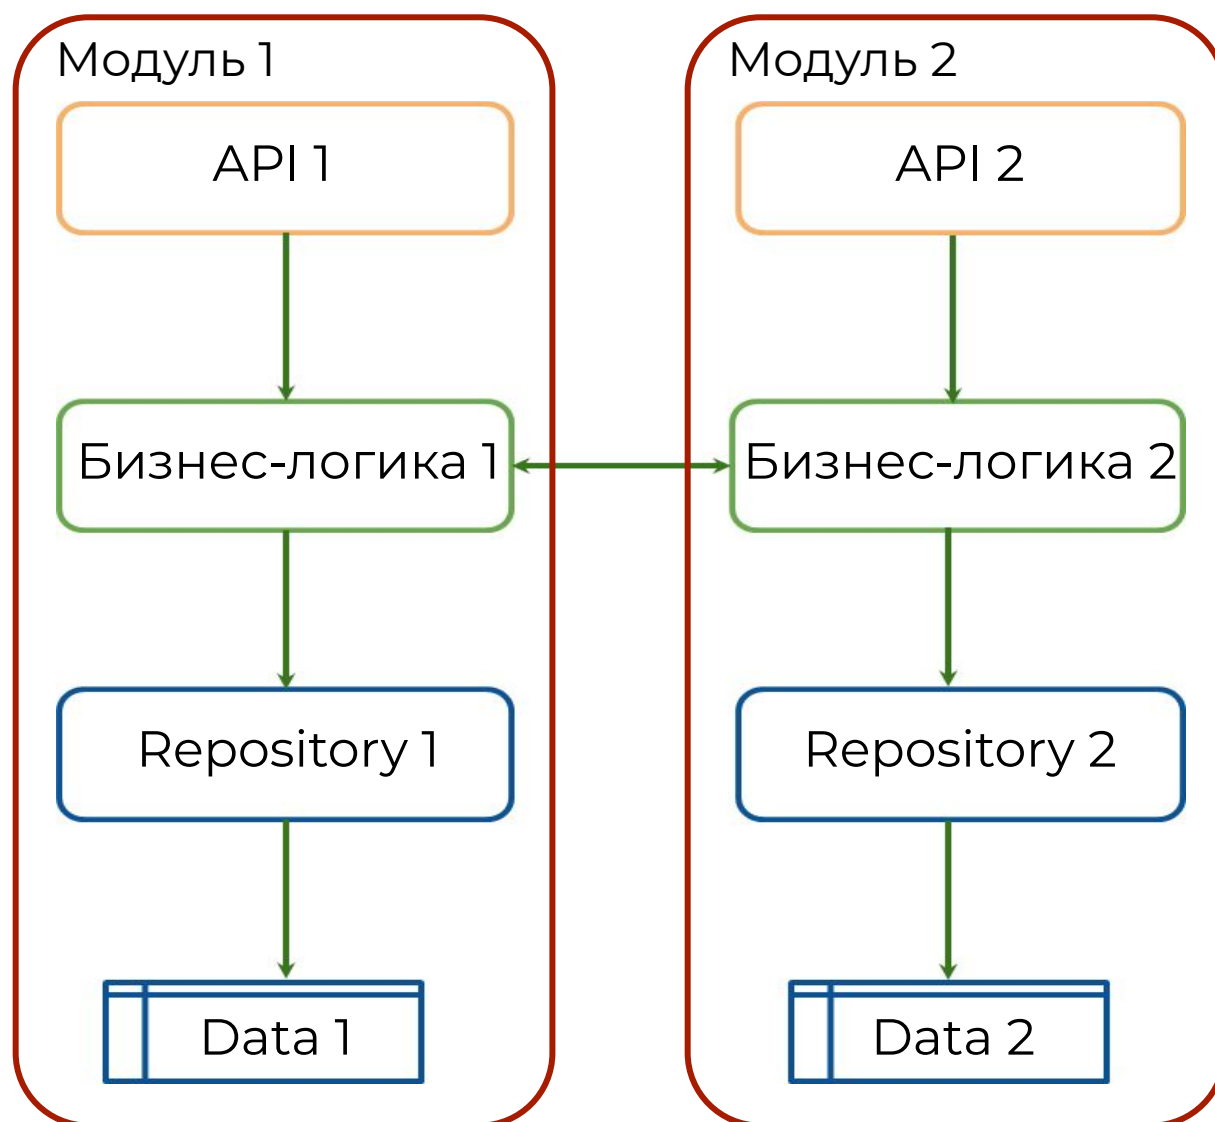 Модуль 1
Модуль 2
API 1
API 2
Бизнес-логика 1
Бизнес-логика 2
Repository 1
Repository 2
Data 1
Data 2